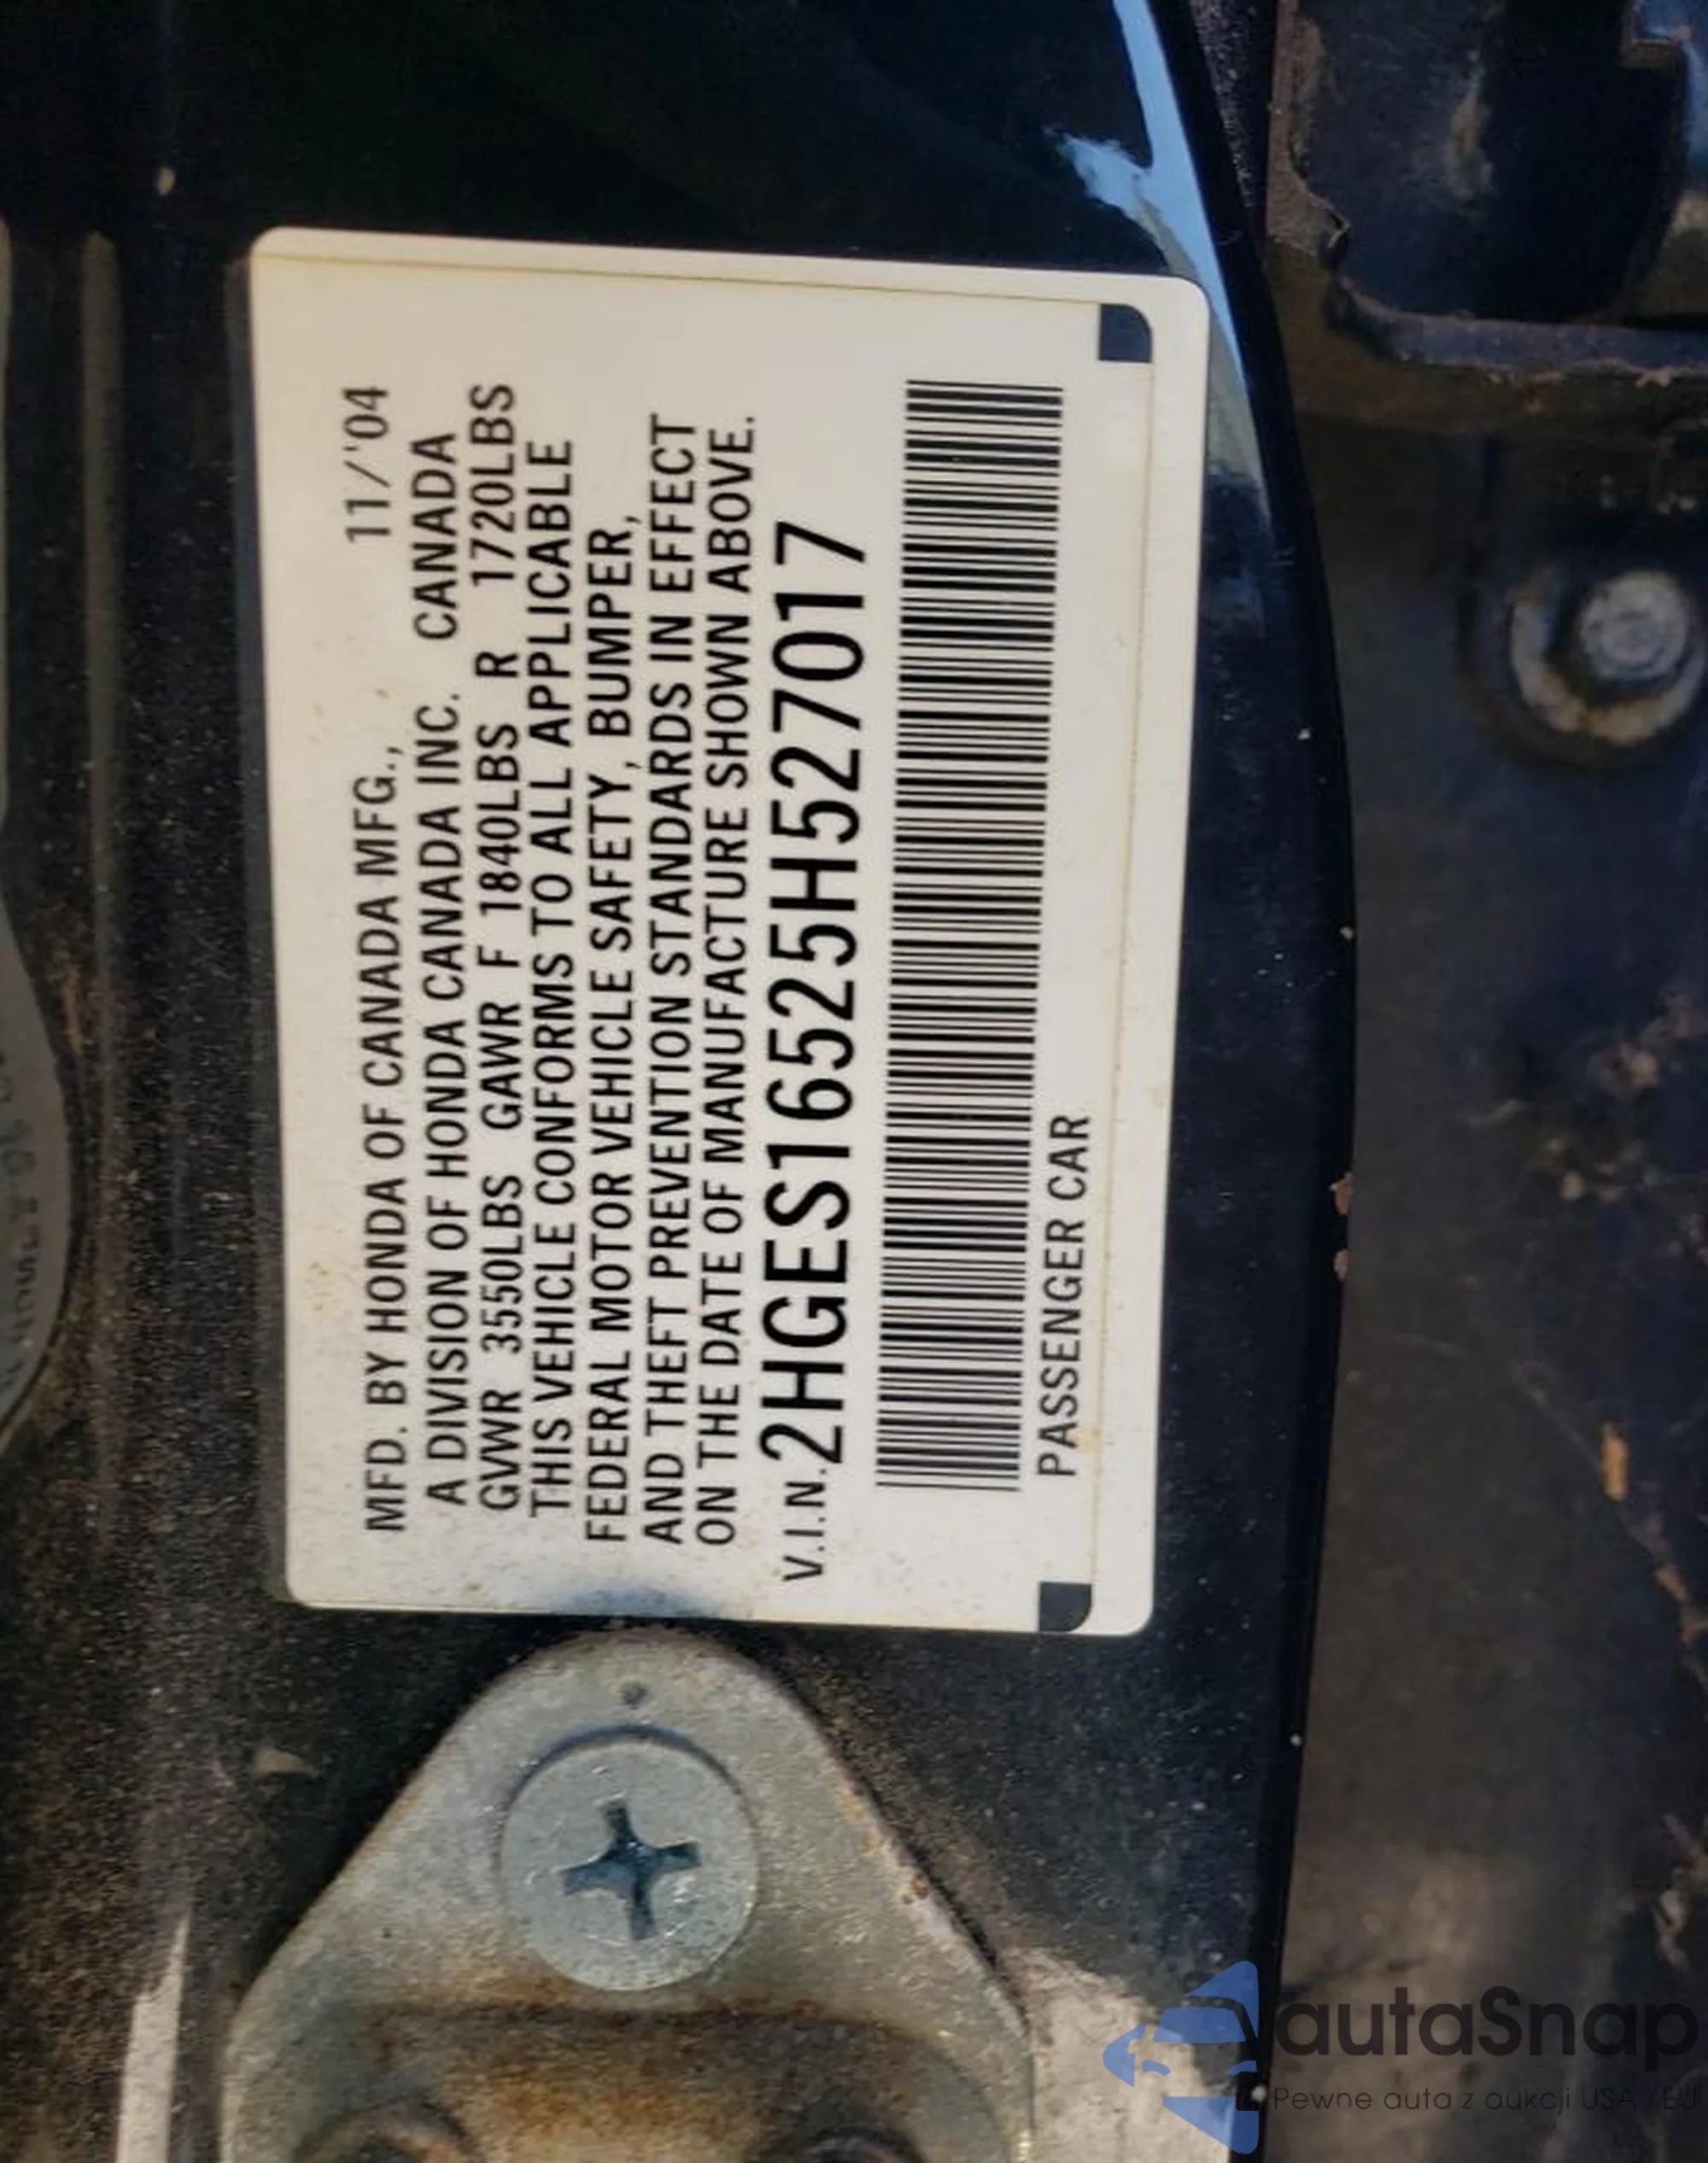 MFD. BY HONDA OF CANADA MFG., 11/'04
A DIVISION OF HONDA CANADA INC. CANADA
GVWR 3550LBS GAWR F 1840LBS R 1720LBS
THIS VEHICLE CONFORMS TO ALL APPLICABLE
FEDERAL MOTOR VEHICLE SAFETY, BUMPER,
AND THEFT PREVENTION STANDARDS IN EFFECT
ON THE DATE OF MANUFACTURE SHOWN ABOVE.
V.I.N. 2HGES16525H527017
PASSENGER CAR
autaSnap
Pewne auta z aukcji USA / EU